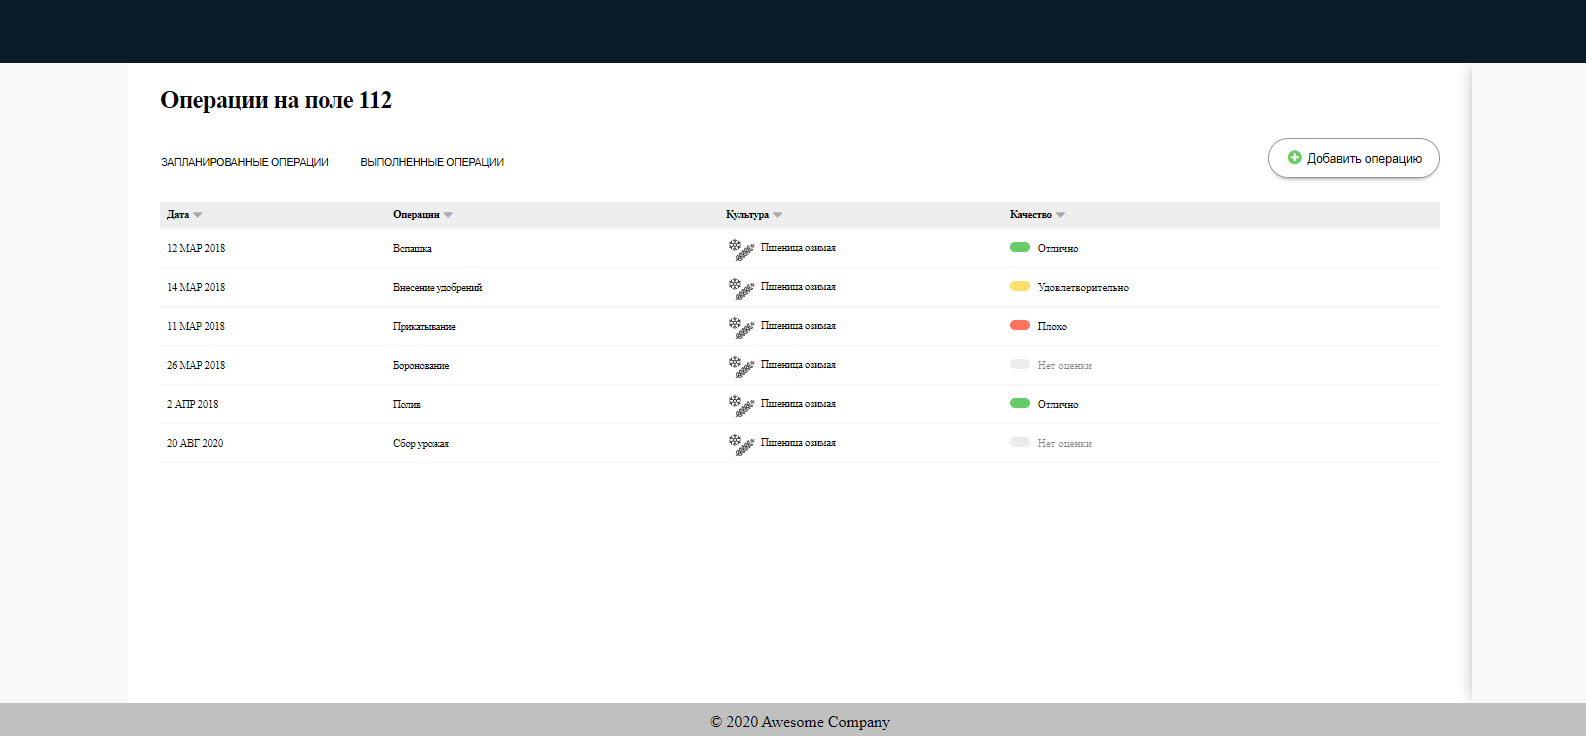 Операции на поле 112
ЗАПЛАНИРОВАННЫЕ ОПЕРАЦИИ ВЫПОЛНЕННЫЕ ОПЕРАЦИИ Добавить операцию
Дата Операции Культура Качество
12 МАР 2018 Вспашка Пшеница озимая Отлично
14 МАР 2018 Внесение удобрений Пшеница озимая Удовлетворительно
11 МАР 2018 Прикатывание Пшеница озимая Плохо
26 МАР 2018 Боронование Пшеница озимая Нет оценки
2 АПР 2018 Полив Пшеница озимая Отлично
20 АВГ 2020 Сбор урожая Пшеница озимая Нет оценки
© 2020 Awesome Company